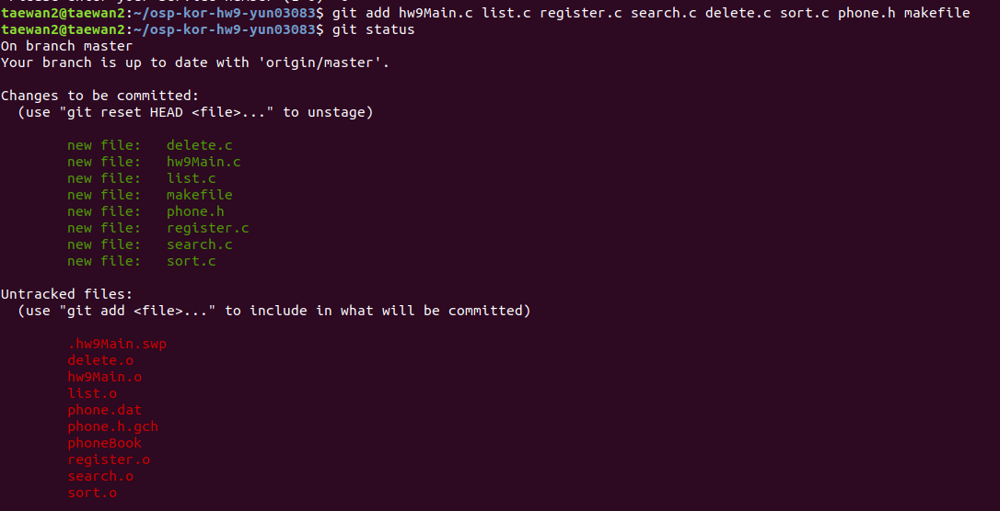 taewan2@taewan2:~/osp-kor-hw9-yun03083$ git add hw9Main.c list.c register.c search.c delete.c sort.c phone.h makefile
taewan2@taewan2:~/osp-kor-hw9-yun03083$ git status
On branch master
Your branch is up to date with 'origin/master'.
Changes to be committed:
  (use "git reset HEAD <file>..." to unstage)
        new file:   delete.c
        new file:   hw9Main.c
        new file:   list.c
        new file:   makefile
        new file:   phone.h
        new file:   register.c
        new file:   search.c
        new file:   sort.c
Untracked files:
  (use "git add <file>..." to include in what will be committed)
        .hw9Main.swp
        delete.o
        hw9Main.o
        list.o
        phone.dat
        phone.h.gch
        phoneBook
        register.o
        search.o
        sort.o